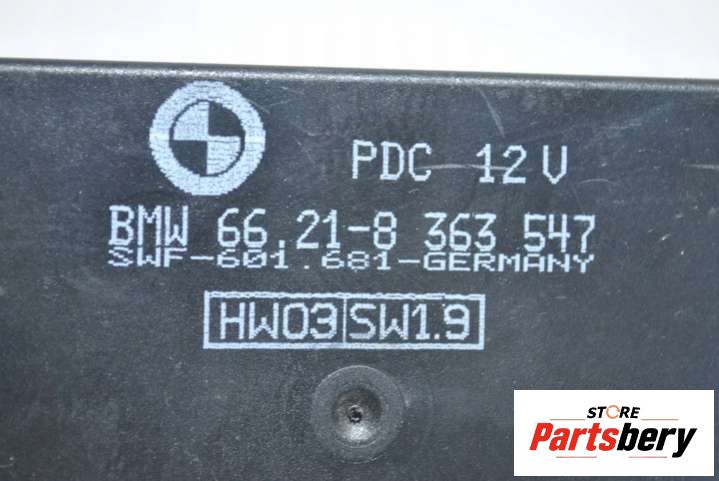 PDC 12V
BMW 66.21-8 363 547
SWF-601.681-GERMANY
HW03 SW1.9
STORE
Partsbery